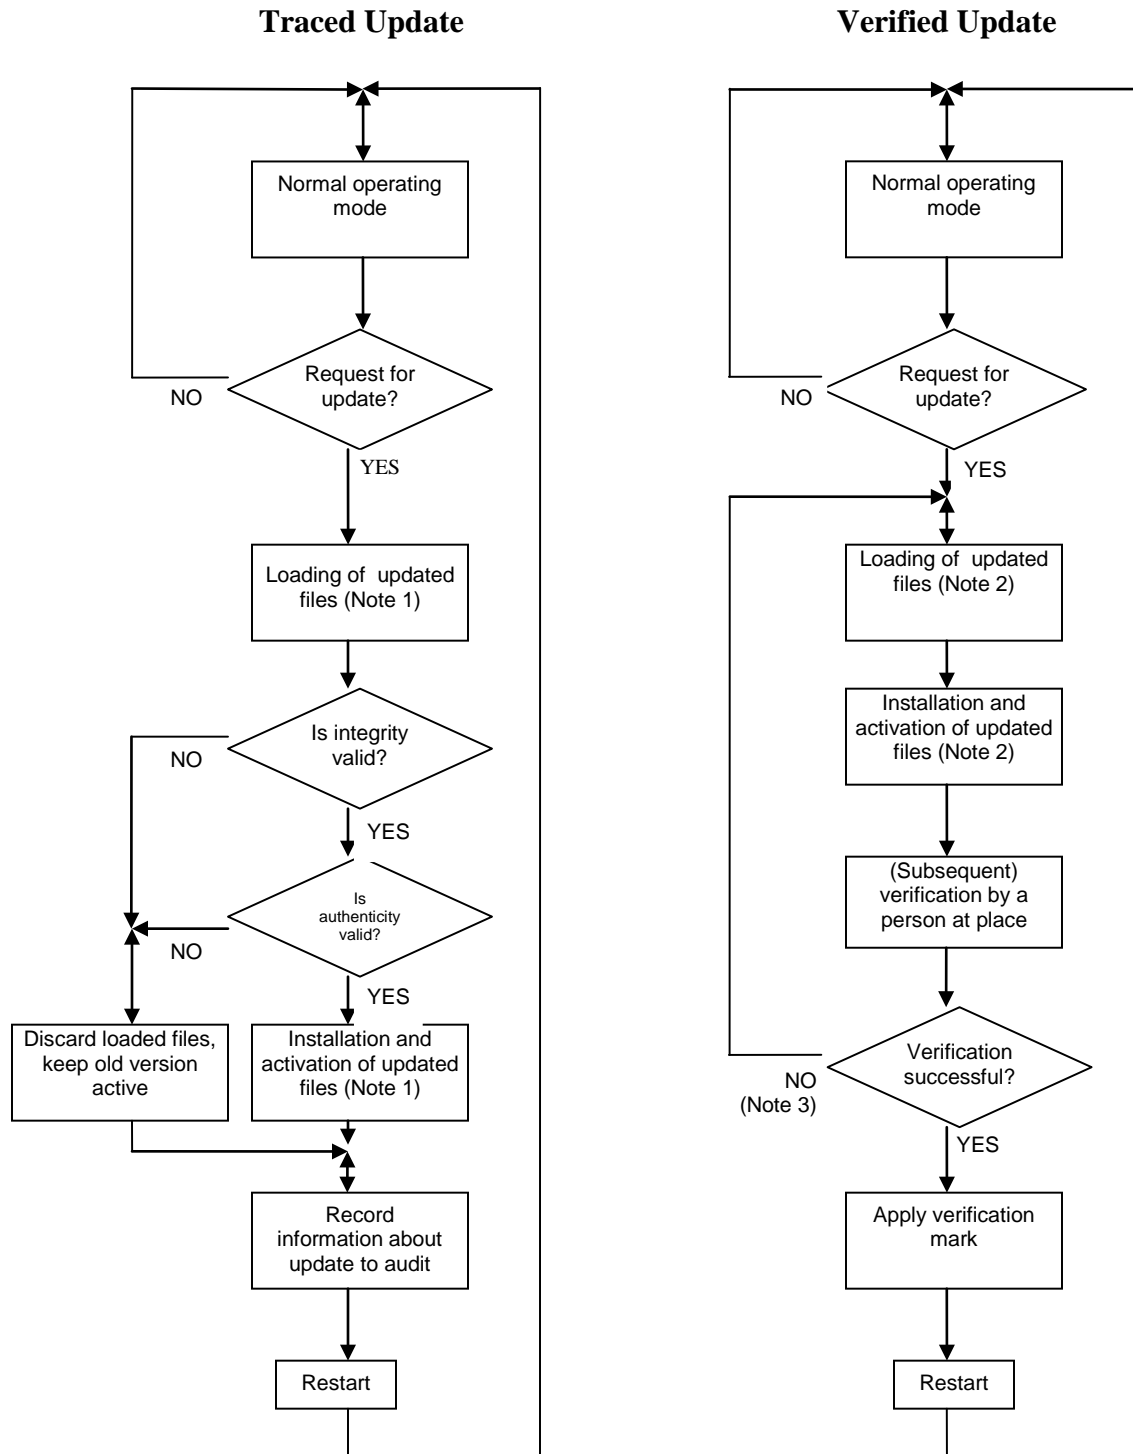 Traced Update
Normal operating
mode
Request for
update?
NO
YES
Loading of updated
files (Note 1)
Is integrity
valid?
NO
YES
Is
authenticity
valid?
NO
YES
Discard loaded files,
keep old version
active
Installation and
activation of updated
files (Note 1)
Record
information about
update to audit
Restart
Verified Update
Normal operating
mode
Request for
update?
NO
YES
Loading of updated
files (Note 2)
Installation and
activation of updated
files (Note 2)
(Subsequent)
verification by a
person at place
Verification
successful?
NO
(Note 3)
YES
Apply verification
mark
Restart